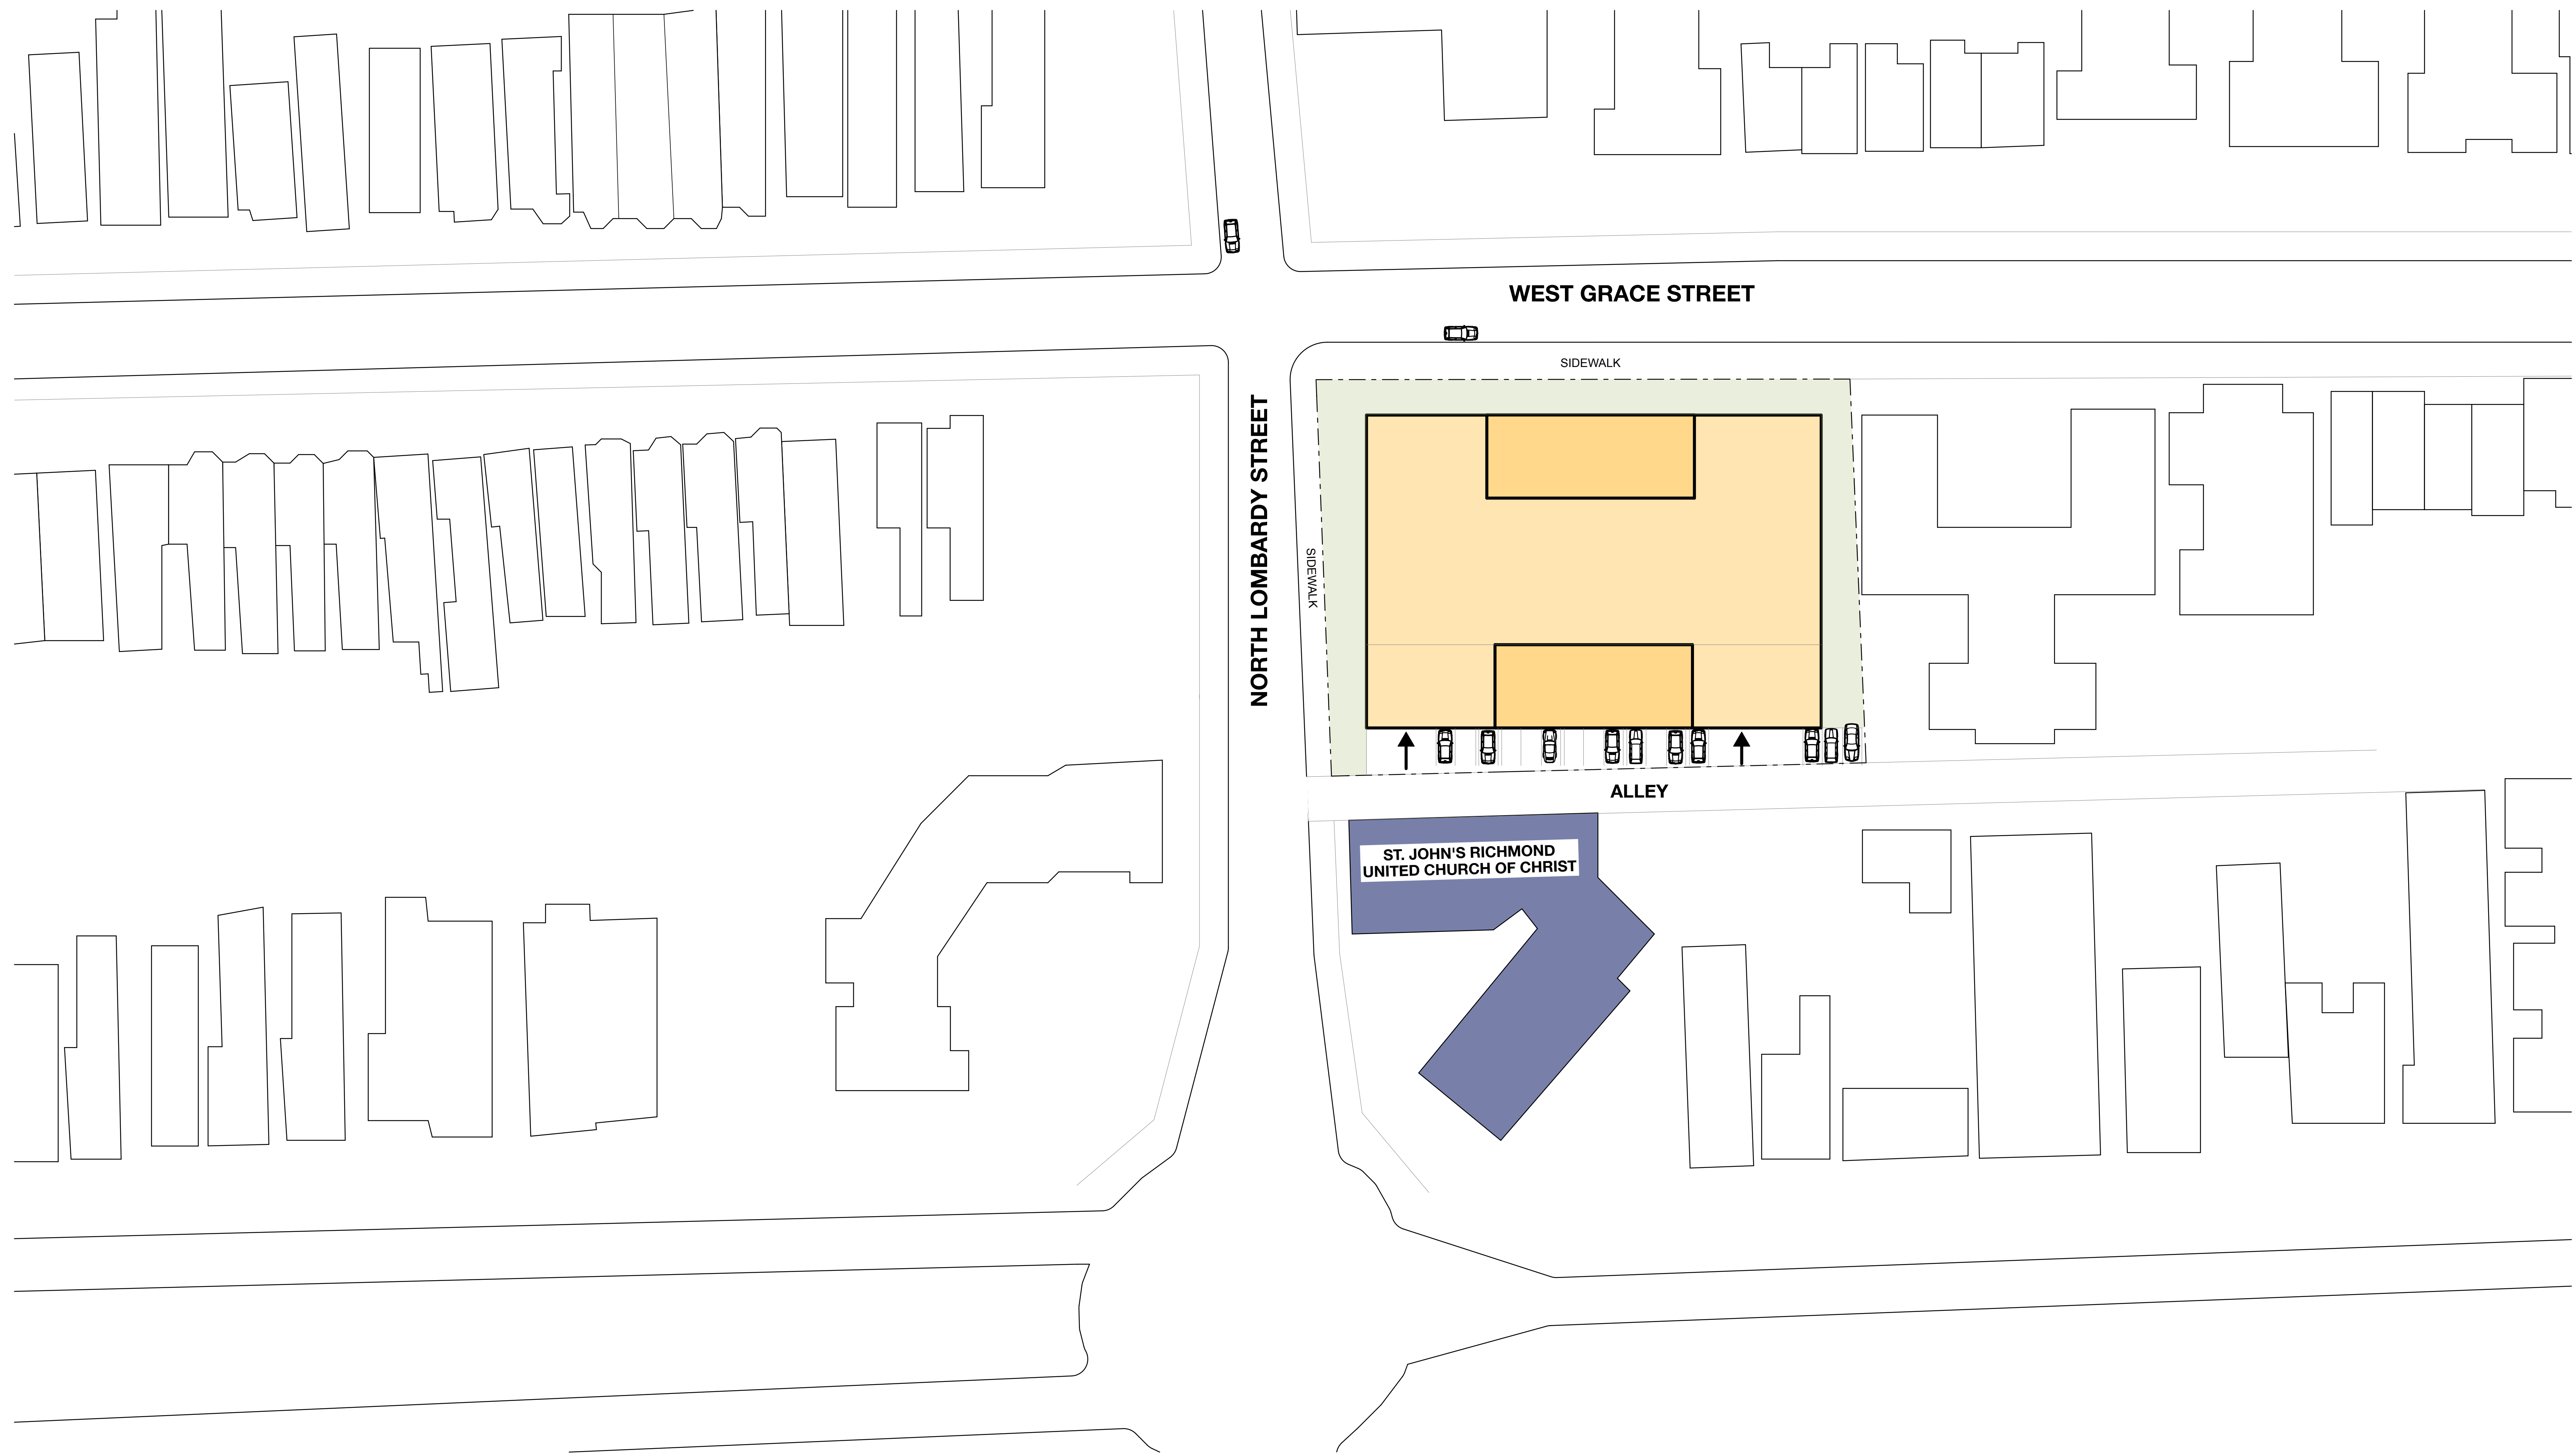 WEST GRACE STREET
SIDEWALK
NORTH LOMBARDY STREET
SIDEWALK
ALLEY
ST. JOHN'S RICHMOND
UNITED CHURCH OF CHRIST